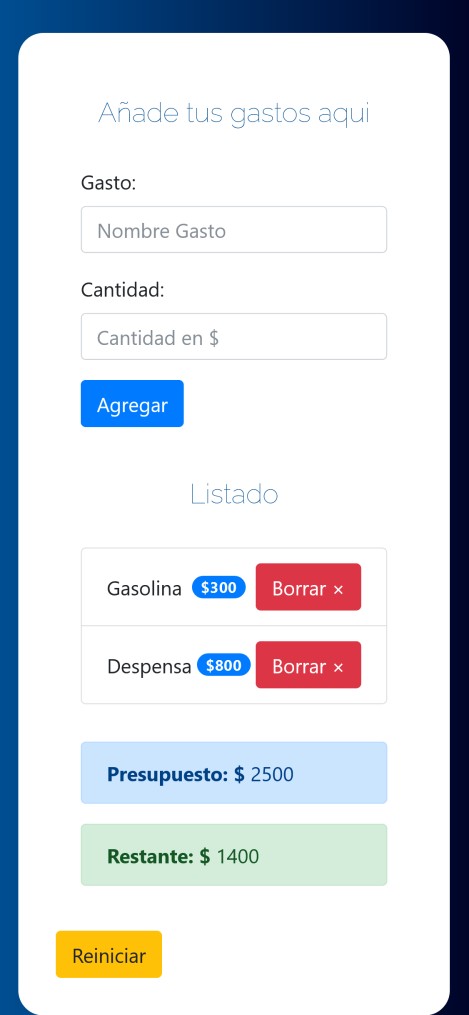 Añade tus gastos aqui
Gasto:
Nombre Gasto
Cantidad:
Cantidad en $
Agregar
Listado
Gasolina $300 Borrar ×
Despensa $800 Borrar ×
Presupuesto: $ 2500
Restante: $ 1400
Reiniciar